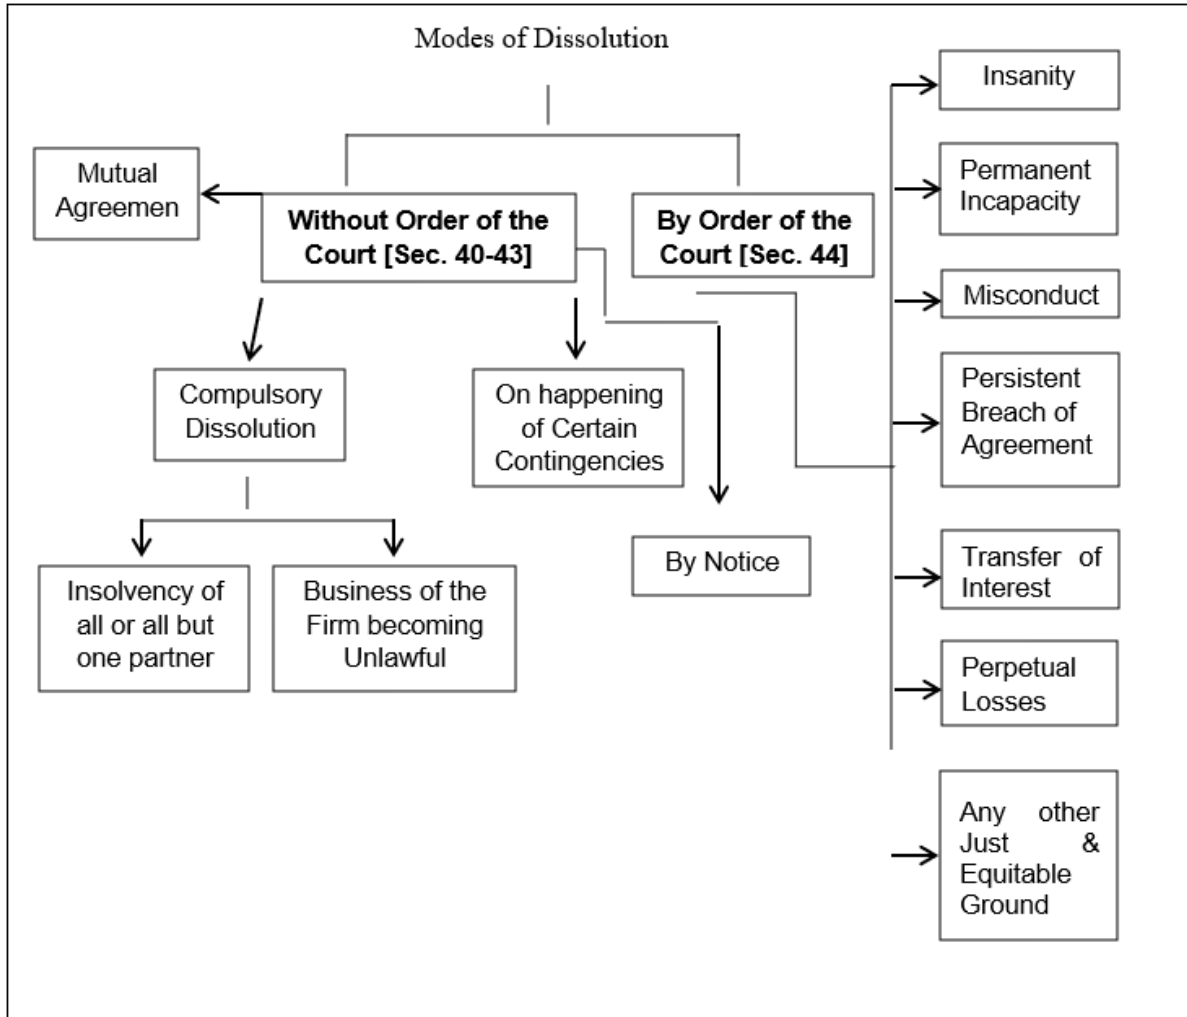 Modes of Dissolution
Mutual
Agreemen
Without Order of the
Court [Sec. 40-43]
By Order of the
Court [Sec. 44]
Compulsory
Dissolution
On happening
of Certain
Contingencies
By Notice
Insolvency of
all or all but
one partner
Business of the
Firm becoming
Unlawful
Insanity
Permanent
Incapacity
Misconduct
Persistent
Breach of
Agreement
Transfer of
Interest
Perpetual
Losses
Any other
Just &
Equitable
Ground